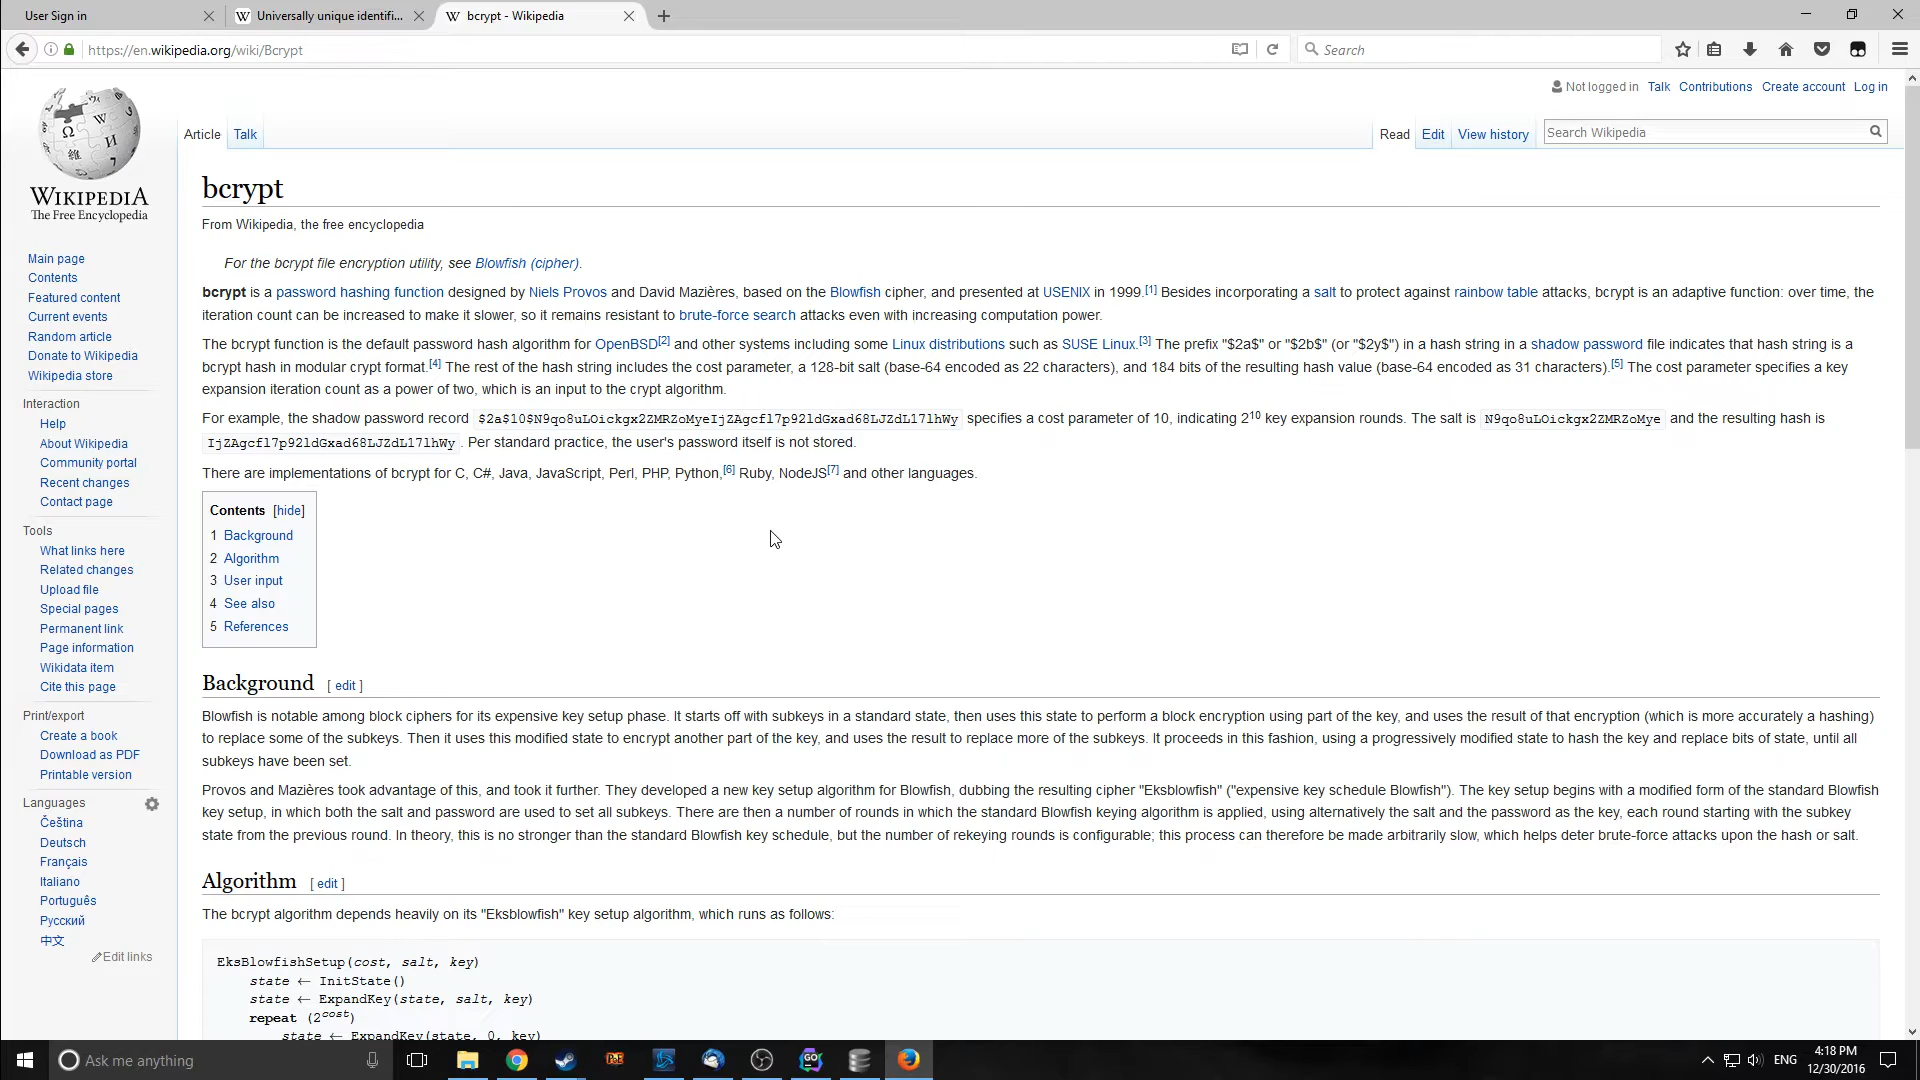 User Sign in
Universally unique identifi...
bcrypt - Wikipedia
https://en.wikipedia.org/wiki/Bcrypt
Search
Not logged in Talk Contributions Create account Log in
Article Talk
Read Edit View history
Search Wikipedia
WIKIPEDIA
The Free Encyclopedia
Main page
Contents
Featured content
Current events
Random article
Donate to Wikipedia
Wikipedia store
Interaction
Help
About Wikipedia
Community portal
Recent changes
Contact page
Tools
What links here
Related changes
Upload file
Special pages
Permanent link
Page information
Wikidata item
Cite this page
Print/export
Create a book
Download as PDF
Printable version
Languages
Čeština
Deutsch
Français
Italiano
Português
Русский
中文
Edit links
bcrypt
From Wikipedia, the free encyclopedia
For the bcrypt file encryption utility, see Blowfish (cipher).
bcrypt is a password hashing function designed by Niels Provos and David Mazières, based on the Blowfish cipher, and presented at USENIX in 1999.[1] Besides incorporating a salt to protect against rainbow table attacks, bcrypt is an adaptive function: over time, the
iteration count can be increased to make it slower, so it remains resistant to brute-force search attacks even with increasing computation power.
The bcrypt function is the default password hash algorithm for OpenBSD[2] and other systems including some Linux distributions such as SUSE Linux.[3] The prefix "$2a$" or "$2b$" (or "$2y$") in a hash string in a shadow password file indicates that hash string is a
bcrypt hash in modular crypt format.[4] The rest of the hash string includes the cost parameter, a 128-bit salt (base-64 encoded as 22 characters), and 184 bits of the resulting hash value (base-64 encoded as 31 characters).[5] The cost parameter specifies a key
expansion iteration count as a power of two, which is an input to the crypt algorithm.
For example, the shadow password record $2a$10$N9qo8uLOickgx2ZMRZoMyeIjZAgcfl7p92ldGxad68LJZdL17lhWy specifies a cost parameter of 10, indicating 2^10 key expansion rounds. The salt is N9qo8uLOickgx2ZMRZoMye and the resulting hash is
IjZAgcfl7p92ldGxad68LJZdL17lhWy . Per standard practice, the user's password itself is not stored.
There are implementations of bcrypt for C, C#, Java, JavaScript, Perl, PHP, Python,[6] Ruby, NodeJS[7] and other languages.
Contents [hide]
1 Background
2 Algorithm
3 User input
4 See also
5 References
Background [ edit ]
Blowfish is notable among block ciphers for its expensive key setup phase. It starts off with subkeys in a standard state, then uses this state to perform a block encryption using part of the key, and uses the result of that encryption (which is more accurately a hashing)
to replace some of the subkeys. Then it uses this modified state to encrypt another part of the key, and uses the result to replace more of the subkeys. It proceeds in this fashion, using a progressively modified state to hash the key and replace bits of state, until all
subkeys have been set.
Provos and Mazières took advantage of this, and took it further. They developed a new key setup algorithm for Blowfish, dubbing the resulting cipher "Eksblowfish" ("expensive key schedule Blowfish"). The key setup begins with a modified form of the standard Blowfish
key setup, in which both the salt and password are used to set all subkeys. There are then a number of rounds in which the standard Blowfish keying algorithm is applied, using alternatively the salt and the password as the key, each round starting with the subkey
state from the previous round. In theory, this is no stronger than the standard Blowfish key schedule, but the number of rekeying rounds is configurable; this process can therefore be made arbitrarily slow, which helps deter brute-force attacks upon the hash or salt.
Algorithm [ edit ]
The bcrypt algorithm depends heavily on its "Eksblowfish" key setup algorithm, which runs as follows:
EksBlowfishSetup(cost, salt, key)
state ← InitState()
state ← ExpandKey(state, salt, key)
repeat (2^cost)
state ← ExpandKey(state, 0, key)
Ask me anything
ENG
4:18 PM
12/30/2016